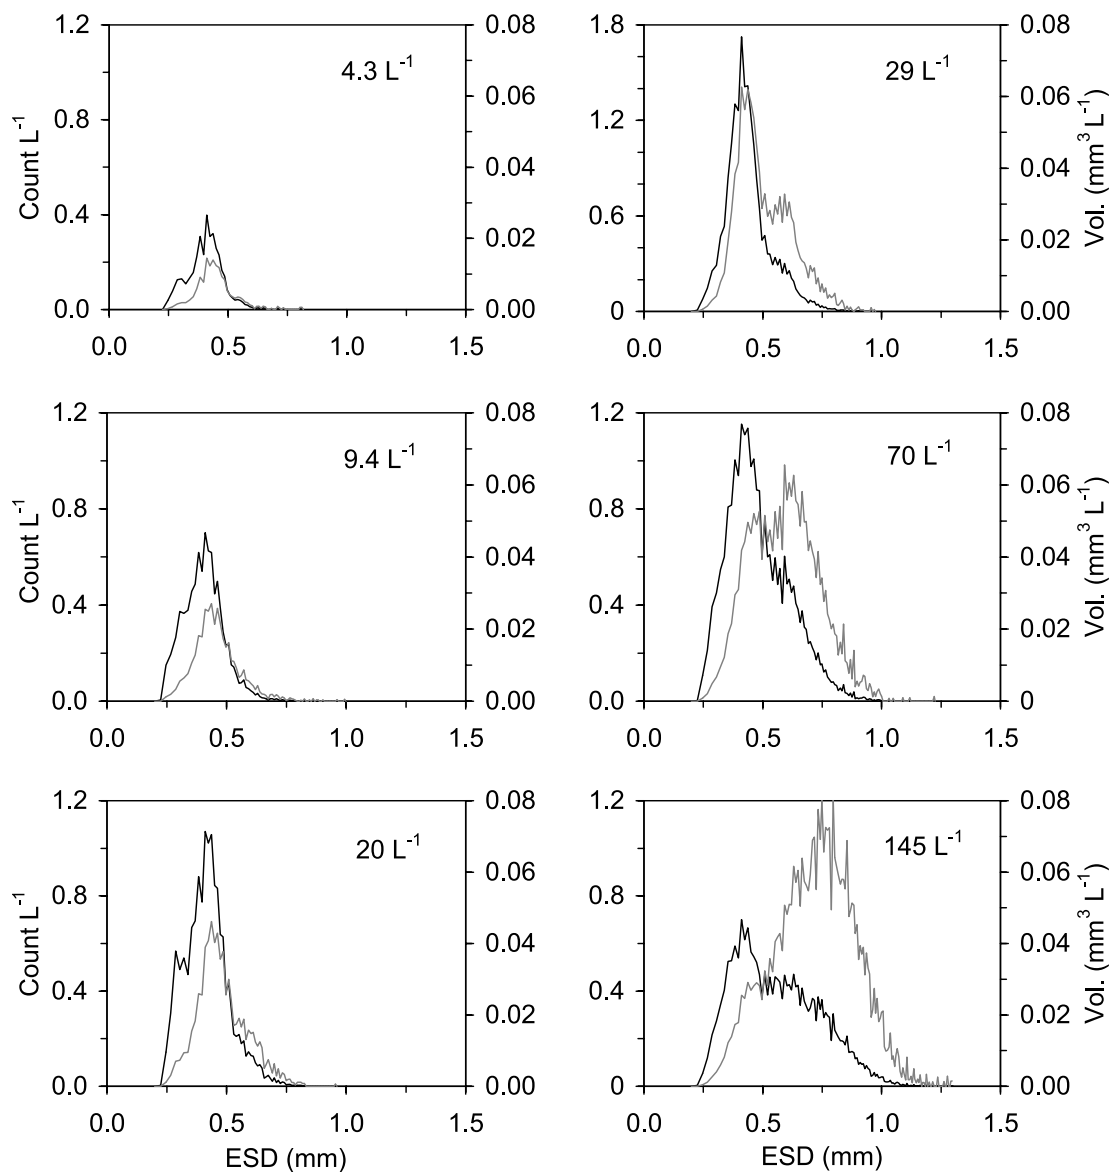 1.2 0.08 1.8 0.08
4.3 L-1 29 L-1
0.8 0.06 1.2 0.06
Count L-1 0.04 0.04 Vol. (mm3 L-1)
0.4 0.02 0.6 0.02
0.0 0.00 0 0.00
0.0 0.5 1.0 1.5 0.0 0.5 1.0 1.5
1.2 0.08 1.2 0.08
9.4 L-1 70 L-1
0.8 0.06 0.8 0.06
Count L-1 0.04 0.04 Vol. (mm3 L-1)
0.4 0.02 0.4 0.02
0.0 0.00 0.0 0
0.0 0.5 1.0 1.5 0.0 0.5 1.0 1.5
1.2 0.08 1.2 0.08
20 L-1 145 L-1
0.8 0.06 0.8 0.06
Count L-1 0.04 0.04 Vol. (mm3 L-1)
0.4 0.02 0.4 0.02
0.0 0.00 0 0.00
0.0 0.5 1.0 1.5 0.0 0.5 1.0 1.5
ESD (mm) ESD (mm)